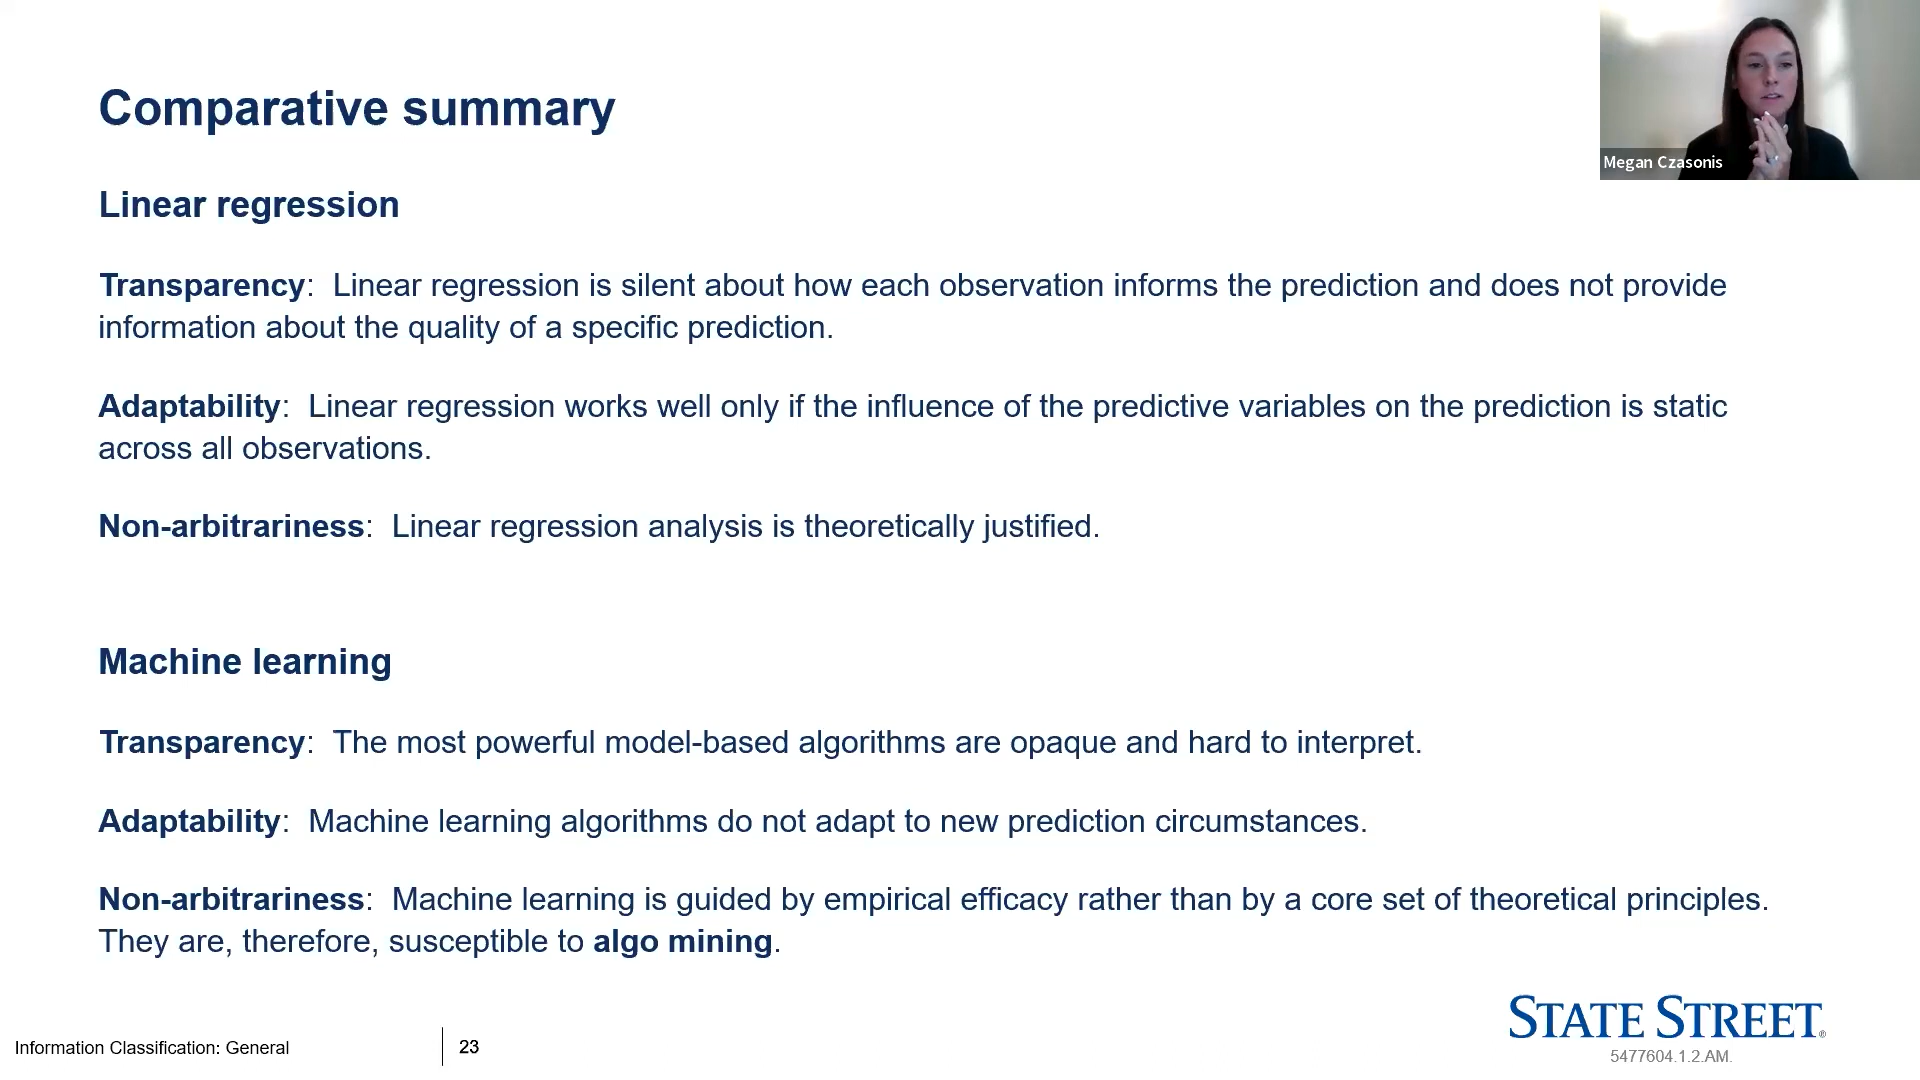 Comparative summary
Megan Czasonis
Linear regression
Transparency: Linear regression is silent about how each observation informs the prediction and does not provide
information about the quality of a specific prediction.
Adaptability: Linear regression works well only if the influence of the predictive variables on the prediction is static
across all observations.
Non-arbitrariness: Linear regression analysis is theoretically justified.
Machine learning
Transparency: The most powerful model-based algorithms are opaque and hard to interpret.
Adaptability: Machine learning algorithms do not adapt to new prediction circumstances.
Non-arbitrariness: Machine learning is guided by empirical efficacy rather than by a core set of theoretical principles.
They are, therefore, susceptible to algo mining.
STATE STREET®
Information Classification: General
23
5477604.1.2.AM.